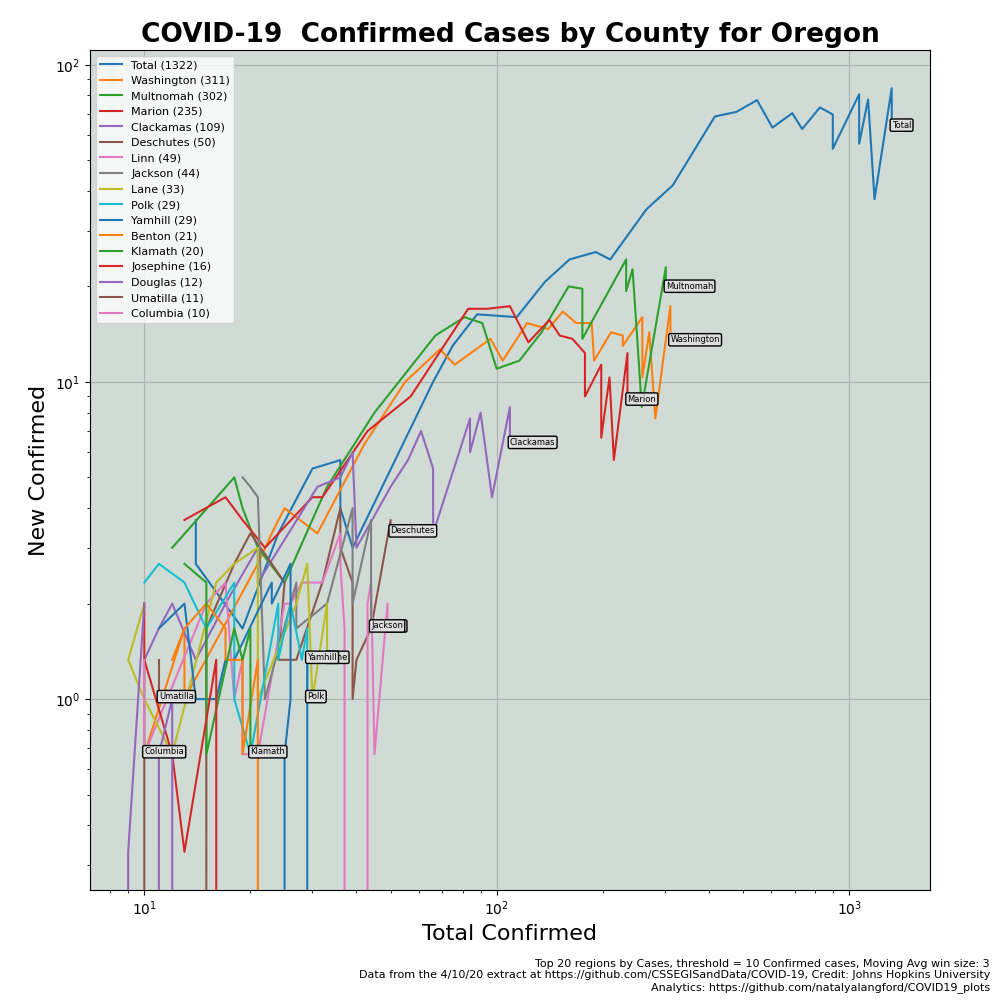 COVID-19  Confirmed Cases by County for Oregon
10²
10¹
10⁰
New Confirmed
Total (1322)
Washington (311)
Multnomah (302)
Marion (235)
Clackamas (109)
Deschutes (50)
Linn (49)
Jackson (44)
Lane (33)
Polk (29)
Yamhill (29)
Benton (21)
Klamath (20)
Josephine (16)
Douglas (12)
Umatilla (11)
Columbia (10)
Total
Multnomah
Washington
Marion
Clackamas
Deschutes
Jackson
Yamhill
Umatilla
Polk
Columbia
Klamath
10¹
10²
10³
Total Confirmed
Top 20 regions by Cases, threshold = 10 Confirmed cases, Moving Avg win size: 3
Data from the 4/10/20 extract at https://github.com/CSSEGISandData/COVID-19, Credit: Johns Hopkins University
Analytics: https://github.com/natalyalangford/COVID19_plots